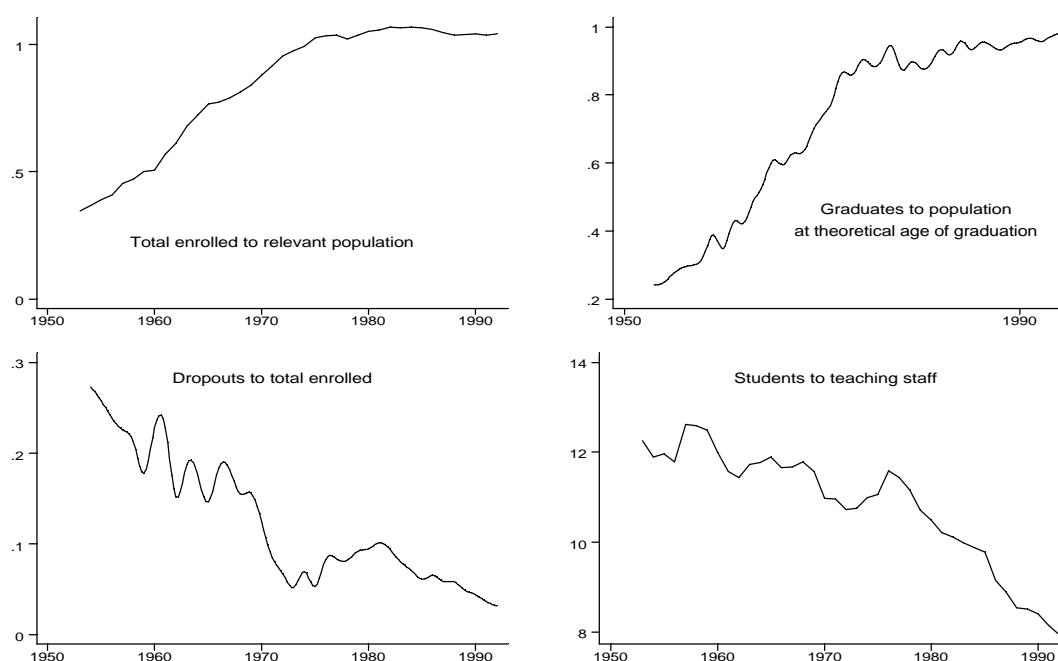 1
.5
0
Total enrolled to relevant population
1950 1960 1970 1980 1990
1
.8
.6
.4
.2
Graduates to population
at theoretical age of graduation
1950 1990
.3
.2
.1
0
Dropouts to total enrolled
1950 1960 1970 1980 1990
14
12
10
8
Students to teaching staff
1950 1960 1970 1980 1990